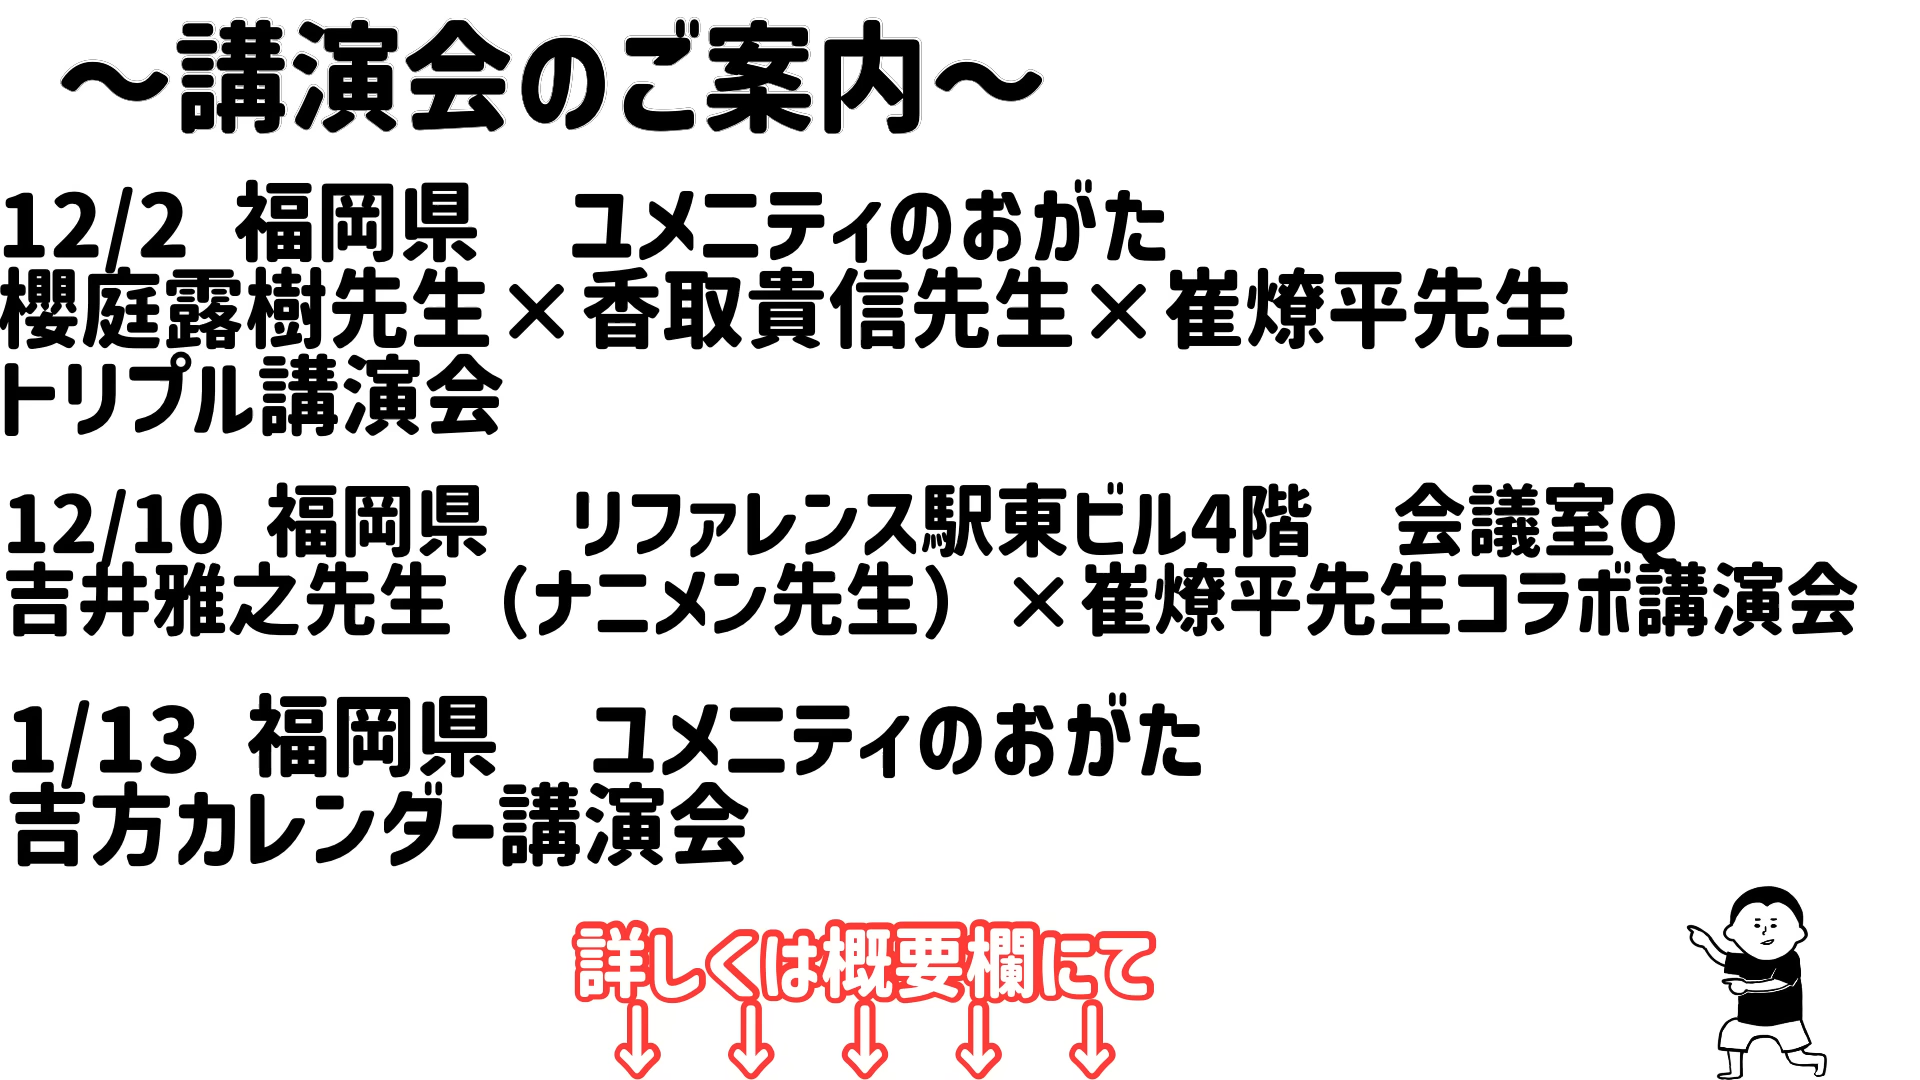 〜講演会のご案内〜
12/2 福岡県　ユメニティのおがた
櫻庭露樹先生×香取貴信先生×崔燎平先生
トリプル講演会
12/10 福岡県　リファレンス駅東ビル4階　会議室Q
吉井雅之先生（ナニメン先生）×崔燎平先生コラボ講演会
1/13 福岡県　ユメニティのおがた
吉方カレンダー講演会
詳しくは概要欄にて
↓ ↓ ↓ ↓ ↓